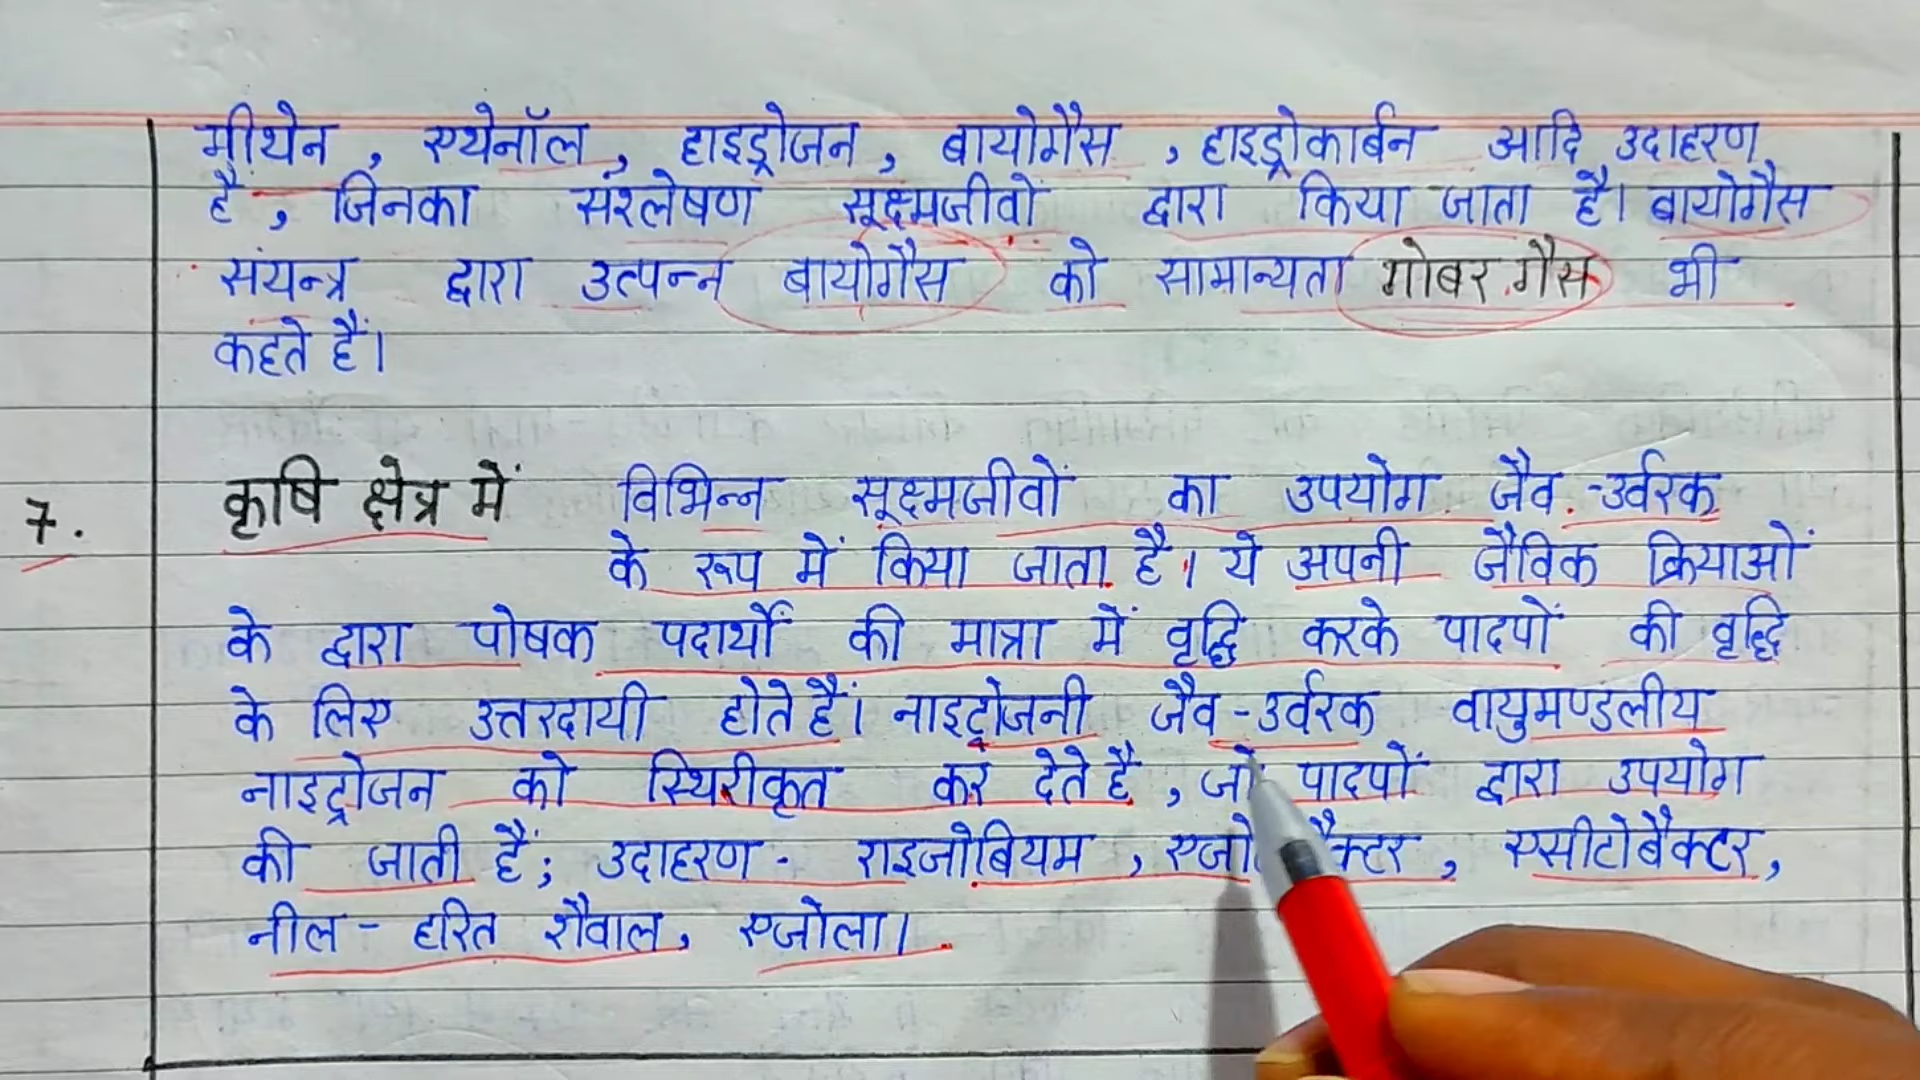 मीथेन , एथेनॉल, हाइड्रोजन, बायोगैस , हाइड्रोकार्बन आदि उदाहरण
हैं, जिनका संश्लेषण सूक्ष्मजीवों द्वारा किया जाता है। बायोगैस
संयन्त्र द्वारा उत्पन्न बायोगैस को सामान्यता गोबर गैस भी
कहते हैं।
7. कृषि क्षेत्र में विभिन्न सूक्ष्मजीवों का उपयोग जैव-उर्वरक
के रूप में किया जाता है। ये अपनी जैविक क्रियाओं
के द्वारा पोषक पदार्थों की मात्रा में वृद्धि करके पादपों की वृद्धि
के लिए उत्तरदायी होते हैं। नाइट्रोजनी जैव-उर्वरक वायुमण्डलीय
नाइट्रोजन को स्थिरीकृत कर देते है, जो पादपों द्वारा उपयोग
की जाती हैं; उदाहरण- राइजोबियम, एसीटोबैक्टर,
नील-हरित शैवाल, एजोला।